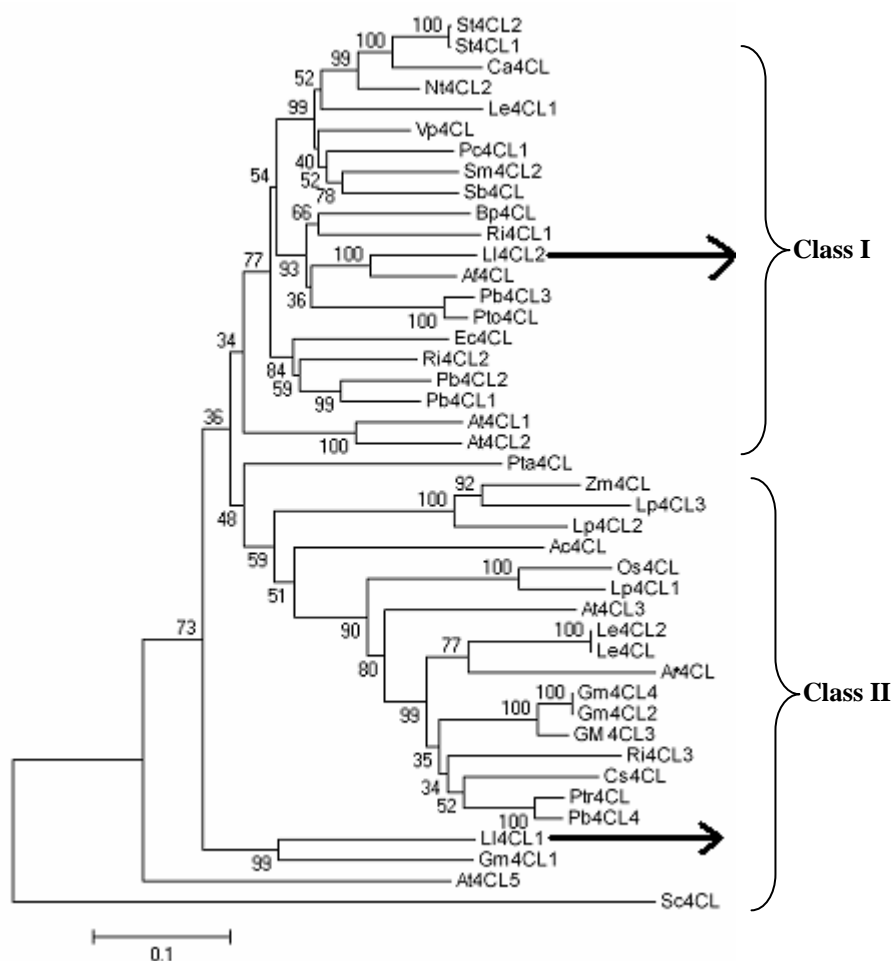 100
St4CL2
St4CL1
100
Ca4CL
99
Nt4CL2
52
Le4CL1
99
Vp4CL
Pc4CL1
40
Sm4CL2
52
78
Sb4CL
54
Bp4CL
66
Ri4CL1
Ll4CL2
Class I
77
93
100
Af4CL
36
Pb4CL3
100
Pto4CL
Ec4CL
34
Ri4CL2
84
59
Pb4CL2
99
Pb4CL1
At4CL1
36
100
At4CL2
Pta4CL
92
Zm4CL
100
Lp4CL3
48
Lp4CL2
59
Ac4CL
100
Os4CL
51
Lp4CL1
At4CL3
90
100
Le4CL2
73
77
Le4CL
80
4CL
100
Gm4CL4
Class II
100
Gm4CL2
99
GM4CL3
35
Ri4CL3
34
Cs4CL
52
Ptr4CL
100
Pb4CL4
Ll4CL1
99
Gm4CL1
At4CL5
Sc4CL
0.1